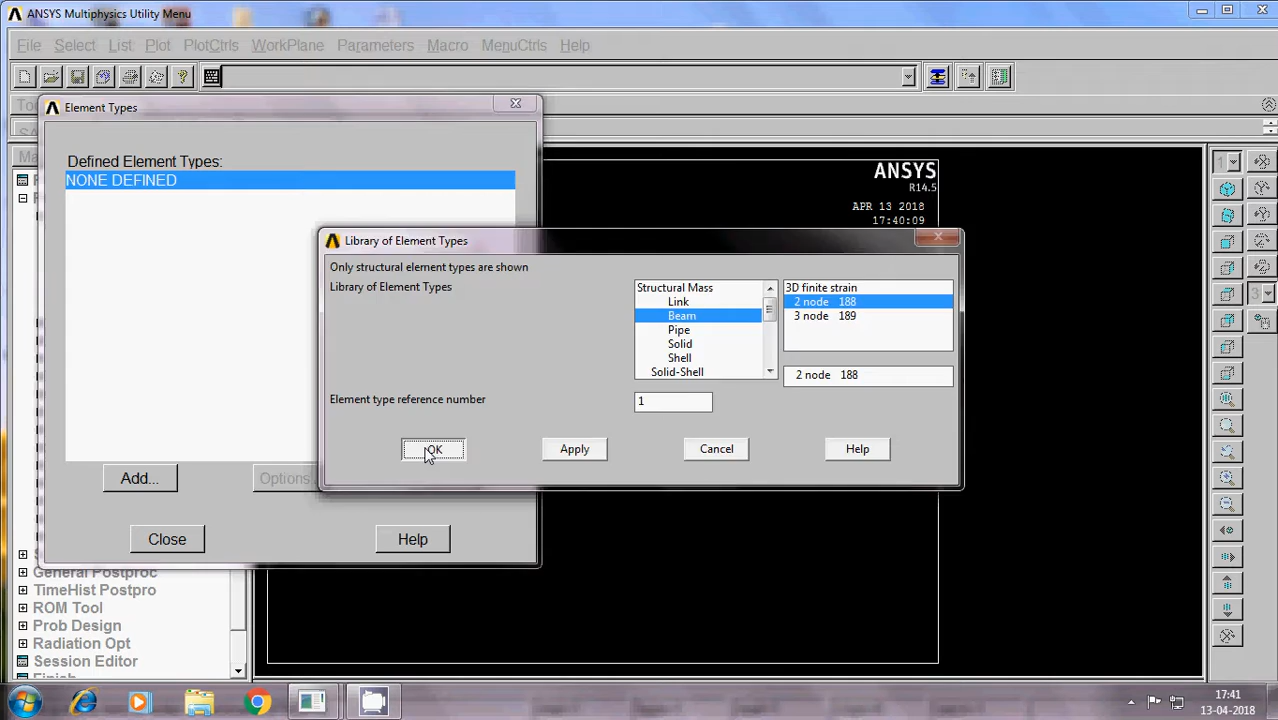 ANSYS Multiphysics Utility Menu
File Select List Plot PlotCtrls WorkPlane Parameters Macro MenuCtrls Help
Element Types
Defined Element Types:
NONE DEFINED
ANSYS
R14.5
APR 13 2018
17:40:09
Library of Element Types
Only structural element types are shown
Library of Element Types
Structural Mass
Link
Beam
Pipe
Solid
Shell
Solid-Shell
3D finite strain
2 node 188
3 node 189
2 node 188
Element type reference number
1
OK Apply Cancel Help
Add... Options...
Close Help
General Postproc
TimeHist Postpro
ROM Tool
Prob Design
Radiation Opt
Session Editor
Finish
1
3
17:41
13-04-2018